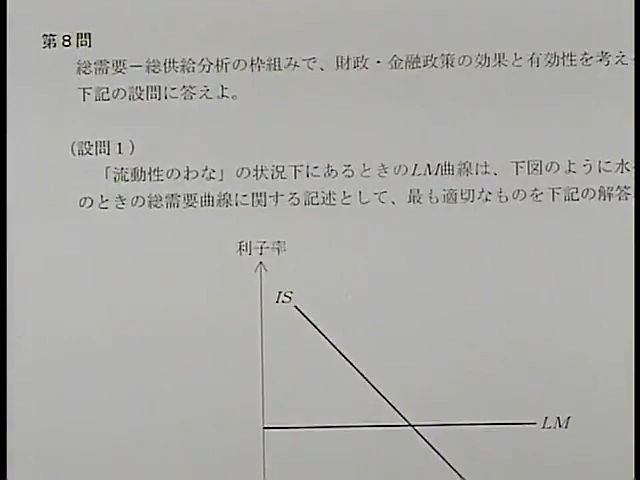 第8問
総需要－総供給分析の枠組みで、財政・金融政策の効果と有効性を考え
下記の設問に答えよ。
(設問1)
「流動性のわな」の状況下にあるときのLM曲線は、下図のように水
のときの総需要曲線に関する記述として、最も適切なものを下記の解答
利子率
IS
LM